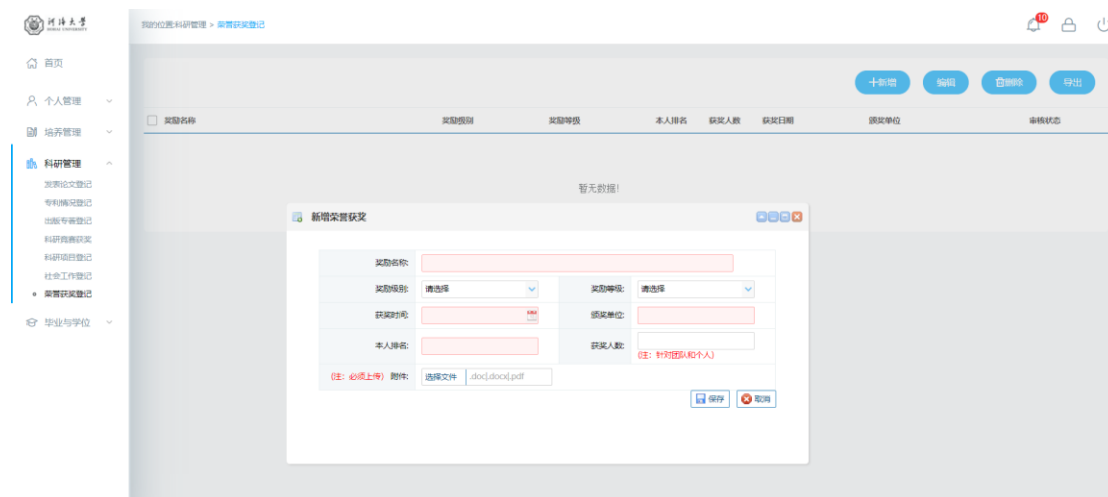 河海大学
HOHAI UNIVERSITY
我的位置:科研管理 > 荣誉获奖登记
10
首页
个人管理
培养管理
科研管理
发表论文登记
专利情况登记
出版专著登记
科研竞赛获奖
科研项目登记
社会工作登记
荣誉获奖登记
毕业与学位
+新增 编辑 删除 导出
奖励名称 奖励级别 奖励等级 本人排名 获奖人数 获奖日期 颁奖单位 审核状态
暂无数据!
新增荣誉获奖
奖励名称:
奖励级别: 请选择 奖励等级: 请选择
获奖时间: 颁奖单位:
本人排名: 获奖人数:
(注：针对团队和个人)
(注：必须上传) 附件: 选择文件 .doc|.docx|.pdf
保存 取消